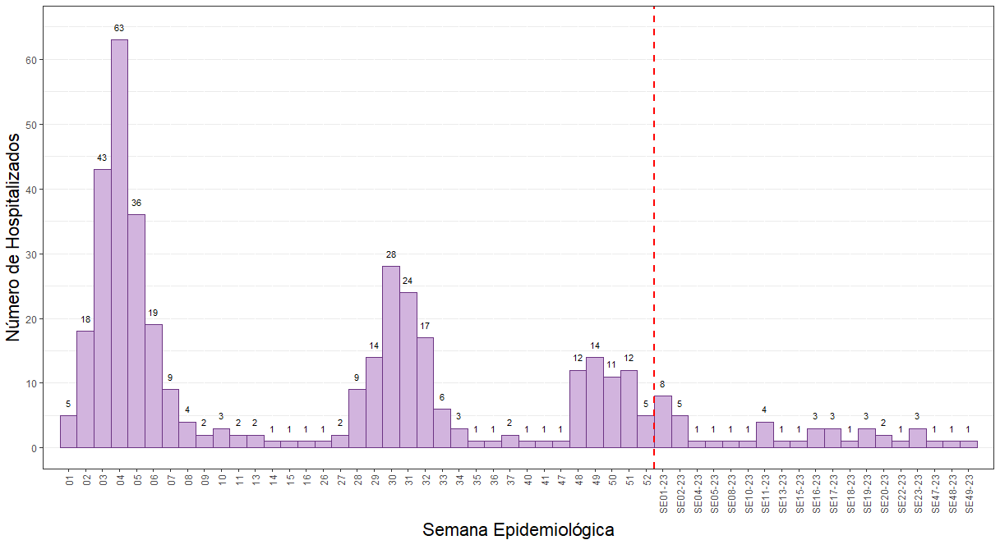 Número de Hospitalizados
60
50
40
30
20
10
0
5 18 43 63 36 19 9 4 2 3 2 2 1 1 1 1 2 9 14 28 24 17 6 3 1 1 2 1 1 1 12 14 11 12 5 8 5 1 1 1 1 4 1 1 3 3 1 3 2 1 3 1 1 1
01 02 03 04 05 06 07 08 09 10 11 13 14 15 16 26 27 28 29 30 31 32 33 34 35 36 37 40 41 47 48 49 50 51 52 SE01-23 SE02-23 SE04-23 SE05-23 SE08-23 SE10-23 SE11-23 SE13-23 SE15-23 SE16-23 SE17-23 SE18-23 SE19-23 SE20-23 SE22-23 SE23-23 SE47-23 SE48-23 SE49-23
Semana Epidemiológica